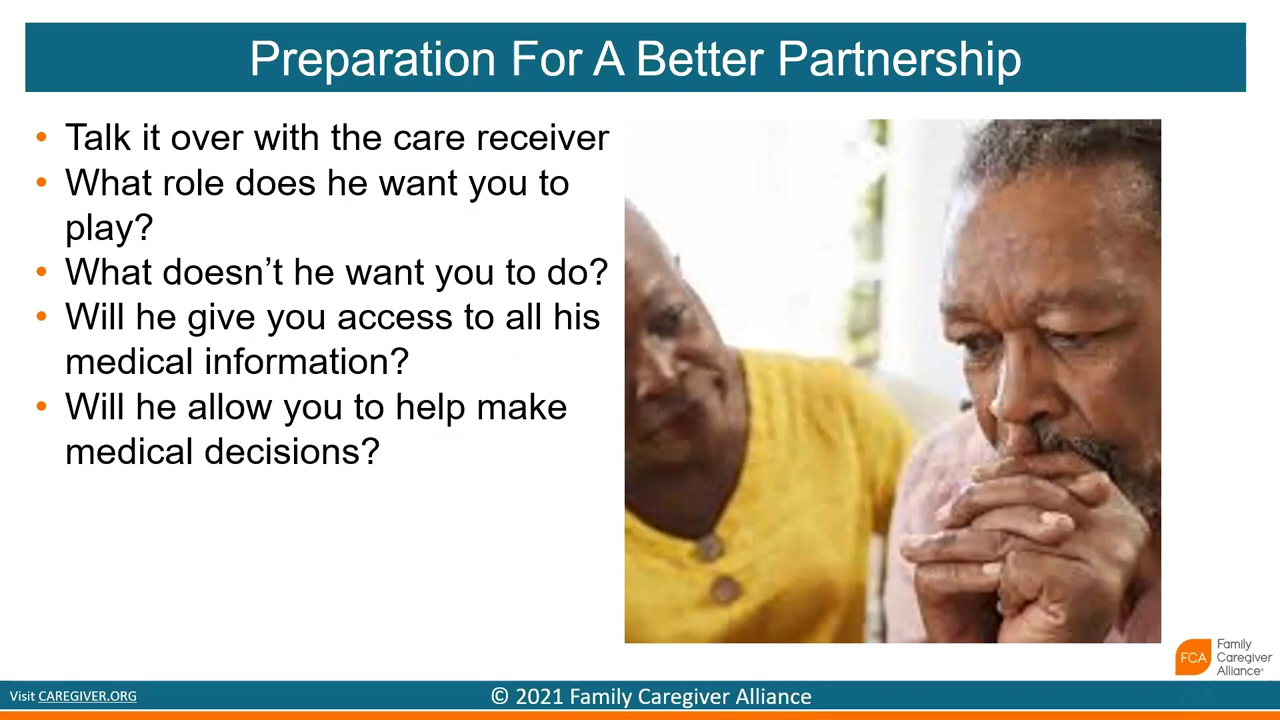 Preparation For A Better Partnership
• Talk it over with the care receiver
• What role does he want you to
play?
• What doesn’t he want you to do?
• Will he give you access to all his
medical information?
• Will he allow you to help make
medical decisions?
FCA
Family
Caregiver
Alliance®
Visit CAREGIVER.ORG
© 2021 Family Caregiver Alliance